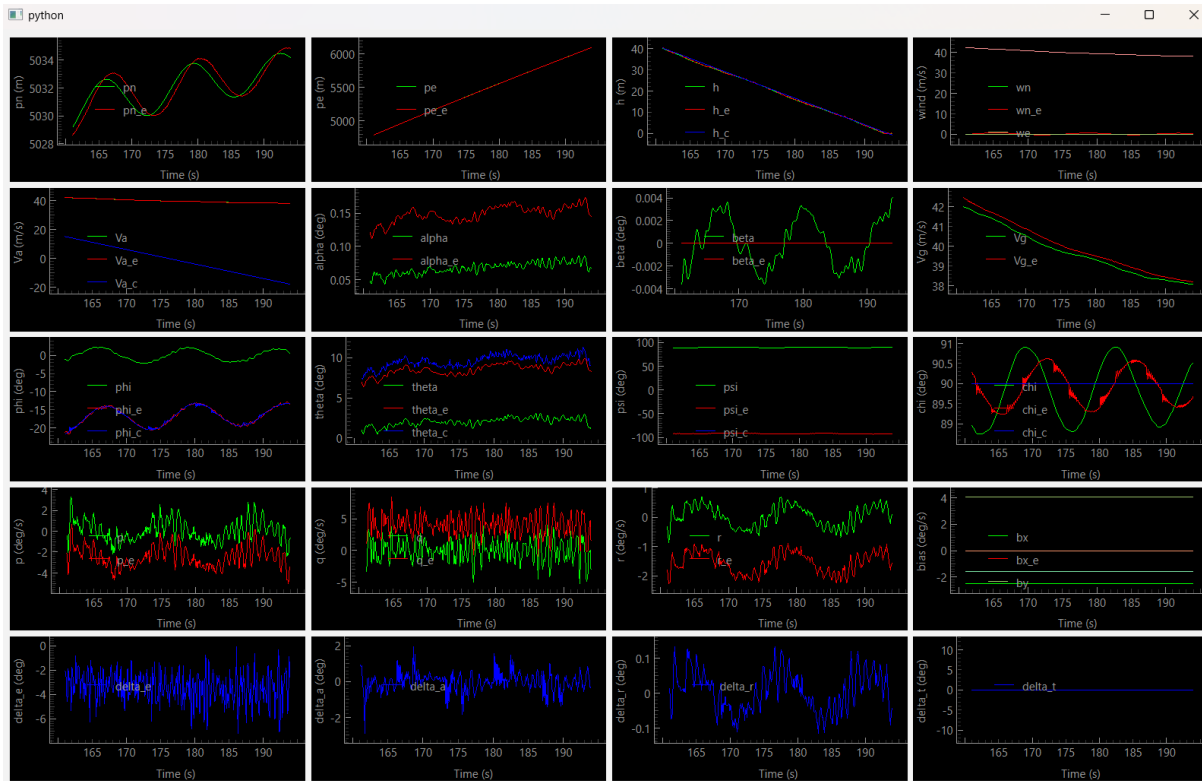 python
pn (m)
5034
5032
5030
5028
pn
pn_e
165 170 175 180 185 190
Time (s)
pe (m)
6000
5500
5000
pe
pe_e
165 170 175 180 185 190
Time (s)
h (m)
40
30
20
10
0
h
h_e
h_c
165 170 175 180 185 190
Time (s)
wind (m/s)
40
30
20
10
0
wn
wn_e
we
165 170 175 180 185 190
Time (s)
Va (m/s)
40
20
0
-20
Va
Va_e
Va_c
165 170 175 180 185 190
Time (s)
alpha (deg)
0.15
0.10
0.05
alpha
alpha_e
165 170 175 180 185 190
Time (s)
beta (deg)
0.004
0.002
0
-0.002
-0.004
beta
beta_e
170 175 180 185 190
Time (s)
Vg (m/s)
42
41
40
39
38
Vg
Vg_e
165 170 175 180 185 190
Time (s)
phi (deg)
0
-5
-10
-15
-20
phi
phi_e
phi_c
165 170 175 180 185 190
Time (s)
theta (deg)
10
5
0
theta
theta_e
theta_c
165 170 175 180 185 190
Time (s)
psi (deg)
100
50
0
-50
-100
psi
psi_e
psi_c
165 170 175 180 185 190
Time (s)
chi (deg)
91
90.5
90
89.5
89
chi
chi_e
chi_c
165 170 175 180 185 190
Time (s)
p (deg/s)
4
2
0
-2
-4
p_e
165 170 175 180 185 190
Time (s)
q (deg/s)
5
0
-5
q_e
165 170 175 180 185 190
Time (s)
r (deg/s)
1
0
-1
-2
r
r_e
165 170 175 180 185 190
Time (s)
bias (deg/s)
4
2
0
-2
bx
bx_e
by
165 170 175 180 185 190
Time (s)
delta_e (deg)
0
-2
-4
-6
delta_e
165 170 175 180 185 190
Time (s)
delta_a (deg)
2
0
-2
delta_a
165 170 175 180 185 190
Time (s)
delta_r (deg)
0.1
0.0
-0.1
delta_r
165 170 175 180 185 190
Time (s)
delta_t (deg)
10
5
0
-5
-10
delta_t
165 170 175 180 185 190
Time (s)